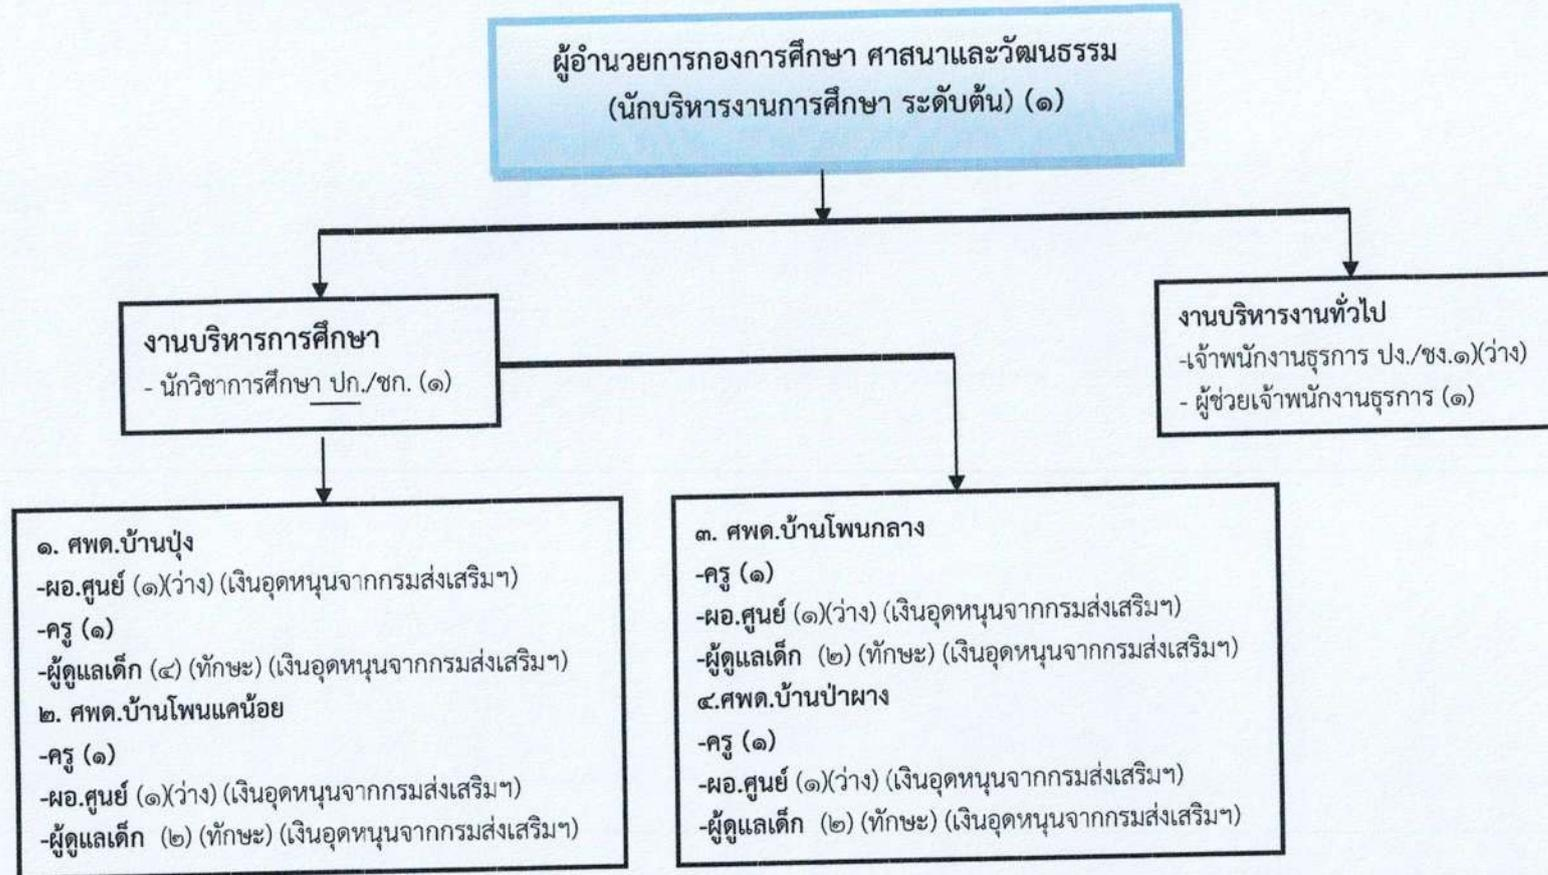 ผู้อำนวยการกองการศึกษา ศาสนาและวัฒนธรรม
(นักบริหารงานการศึกษา ระดับต้น) (๑)
งานบริหารการศึกษา
- นักวิชาการศึกษา ปก./ชก. (๑)
งานบริหารงานทั่วไป
-เจ้าพนักงานธุรการ ปง./ชง.๑)(ว่าง)
- ผู้ช่วยเจ้าพนักงานธุรการ (๑)
๑. ศพด.บ้านปุ่ง
-ผอ.ศูนย์ (๑)(ว่าง) (เงินอุดหนุนจากกรมส่งเสริมฯ)
-ครู (๑)
-ผู้ดูแลเด็ก (๔) (ทักษะ) (เงินอุดหนุนจากกรมส่งเสริมฯ)
๒. ศพด.บ้านโพนแคน้อย
-ครู (๑)
-ผอ.ศูนย์ (๑)(ว่าง) (เงินอุดหนุนจากกรมส่งเสริมฯ)
-ผู้ดูแลเด็ก (๒) (ทักษะ) (เงินอุดหนุนจากกรมส่งเสริมฯ)
๓. ศพด.บ้านโพนกลาง
-ครู (๑)
-ผอ.ศูนย์ (๑)(ว่าง) (เงินอุดหนุนจากกรมส่งเสริมฯ)
-ผู้ดูแลเด็ก (๒) (ทักษะ) (เงินอุดหนุนจากกรมส่งเสริมฯ)
๔.ศพด.บ้านป่าผาง
-ครู (๑)
-ผอ.ศูนย์ (๑)(ว่าง) (เงินอุดหนุนจากกรมส่งเสริมฯ)
-ผู้ดูแลเด็ก (๒) (ทักษะ) (เงินอุดหนุนจากกรมส่งเสริมฯ)